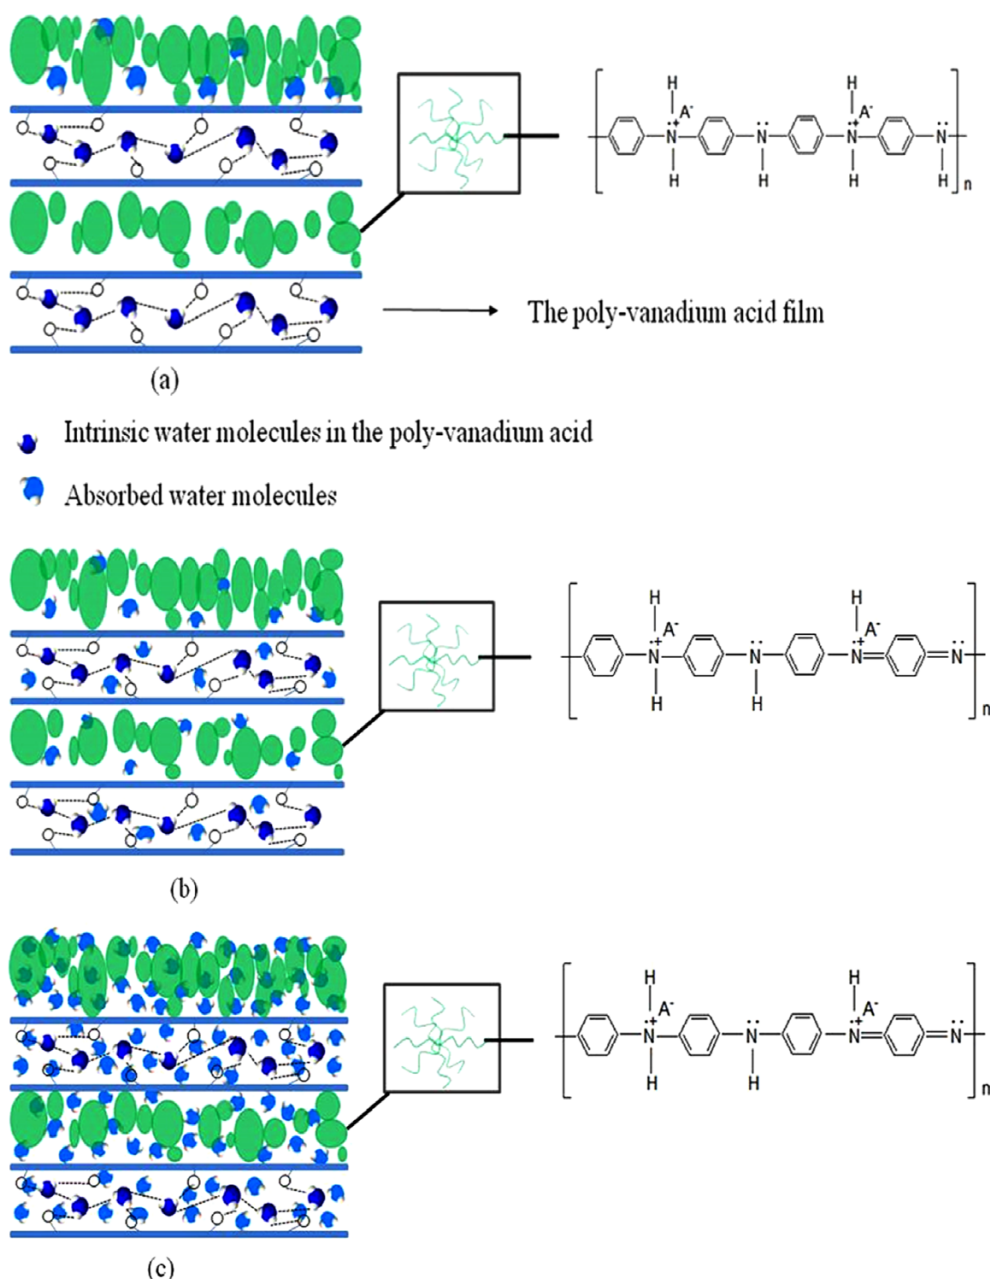 H H
A⁻ A⁻
N⁺ N N⁺ N
H H H H
n
The poly-vanadium acid film
(a)
Intrinsic water molecules in the poly-vanadium acid
Absorbed water molecules
H H
A⁻ A⁻
N⁺ N N⁺ N
H H
n
(b)
H H
A⁻ A⁻
N⁺ N N⁺ N
H H
n
(c)